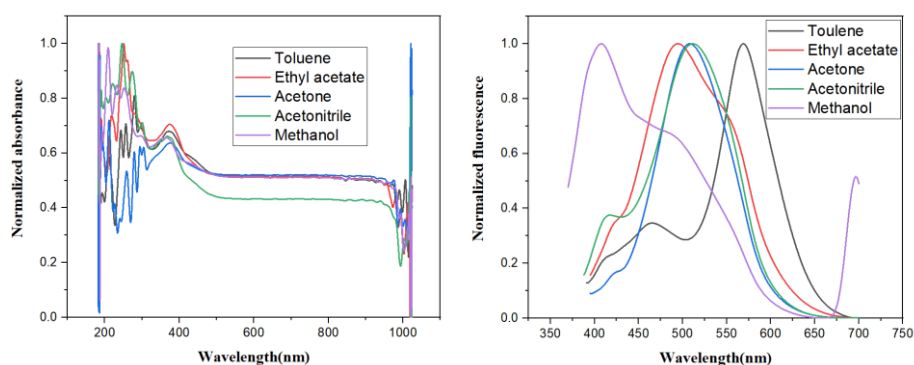 Normalized absorbance
1.0
0.8
0.6
0.4
0.2
0.0
200
400
600
800
1000
Wavelength(nm)
Toluene
Ethyl acetate
Acetone
Acetonitrile
Methanol
Normalized fluorescence
1.0
0.8
0.6
0.4
0.2
0.0
350
400
450
500
550
600
650
700
750
Wavelength(nm)
Toulene
Ethyl acetate
Acetone
Acetonitrile
Methanol